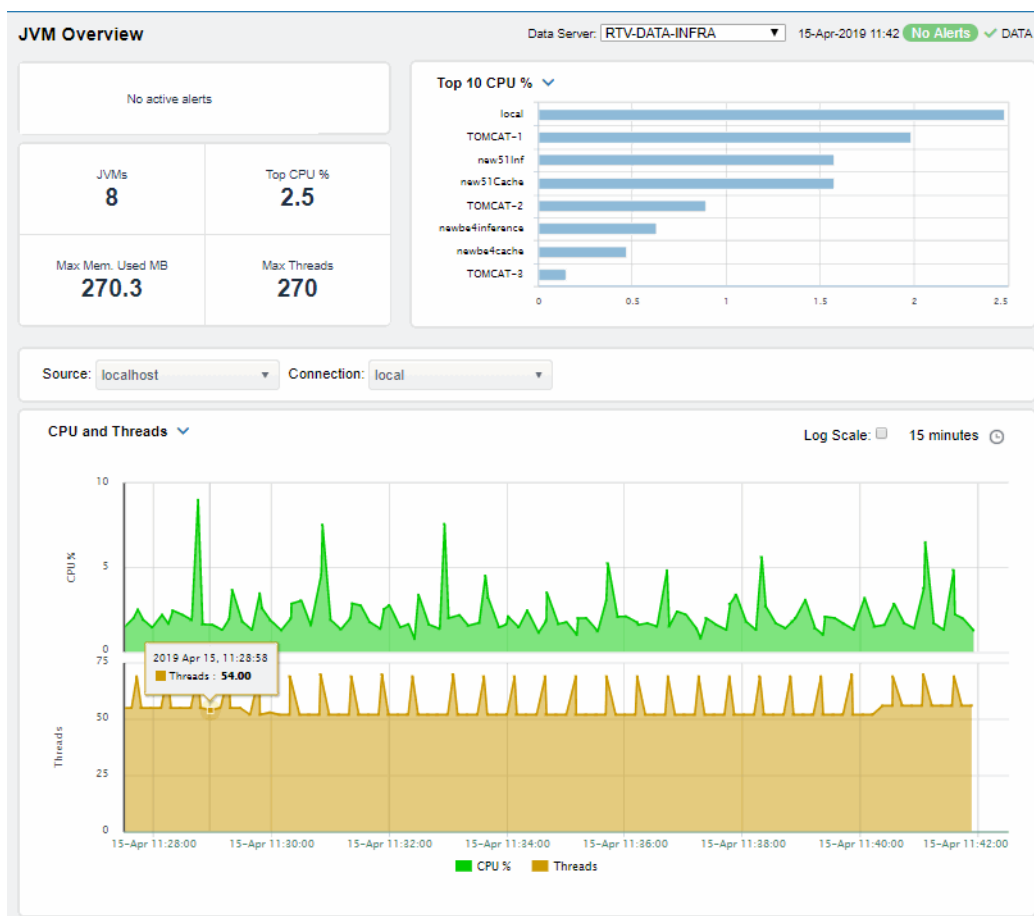 JVM Overview
Data Server: RTV-DATA-INFRA 15-Apr-2019 11:42 No Alerts DATA
No active alerts
JVMs
8
Top CPU %
2.5
Max Mem. Used MB
270.3
Max Threads
270
Top 10 CPU %
local
TOMCAT-1
new51Inf
new51Cache
TOMCAT-2
newbe4inference
newbe4cache
TOMCAT-3
0 0.5 1 1.5 2 2.5
Source: localhost Connection: local
CPU and Threads
Log Scale: 15 minutes
10
CPU%
5
0
2019 Apr 15, 11:28:58
Threads : 54.00
75
50
Threads
25
0
15-Apr 11:28:00 15-Apr 11:30:00 15-Apr 11:32:00 15-Apr 11:34:00 15-Apr 11:36:00 15-Apr 11:38:00 15-Apr 11:40:00 15-Apr 11:42:00
CPU % Threads